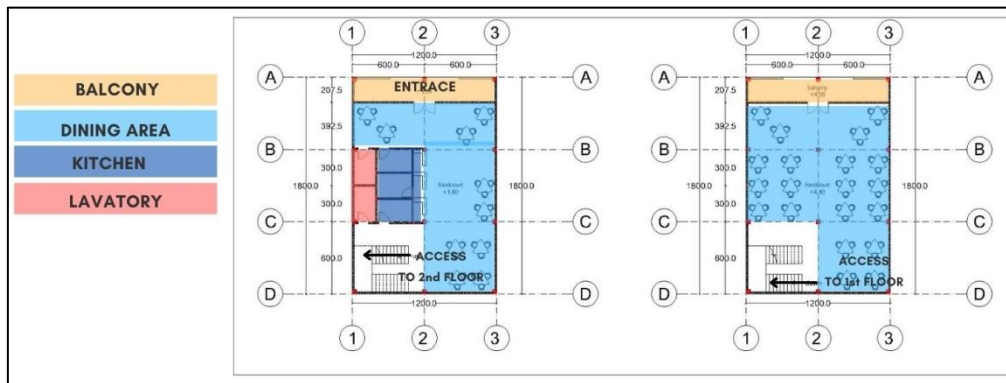 BALCONY
DINING AREA
KITCHEN
LAVATORY
1 2 3
1200.0
600.0 600.0
A A
207.5
ENTRACE
392.5
B B
300.0
foodcourt
1800.0 1800.0
300.0
C C
600.0
ACCESS
TO 2nd FLOOR
D D
1200.0
1 2 3
1 2 3
1200.0
600.0 600.0
A A
207.5
balcony
392.5
B B
300.0
foodcourt
1800.0 1800.0
300.0
C C
600.0
ACCESS
TO 1st FLOOR
D D
1200.0
1 2 3